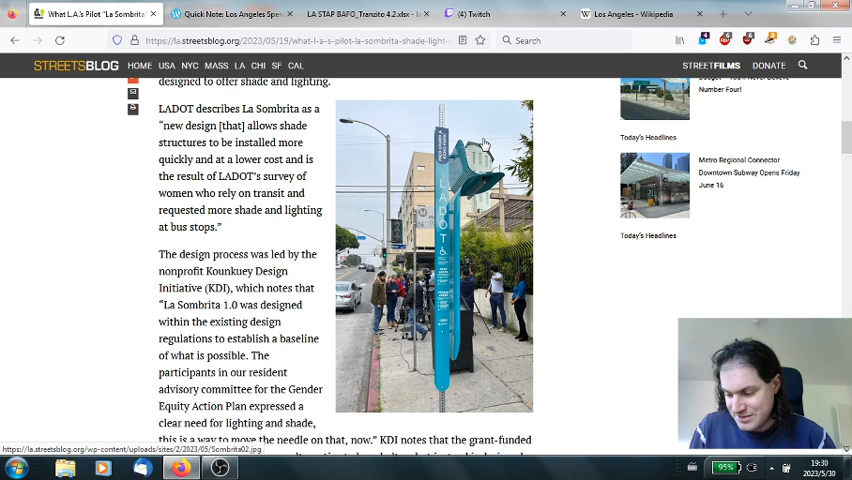 What L.A.'s Pilot "La Sombrita"
Quick Note: Los Angeles Spen
LA STAP BAFO_Tranzito 4.2.xlsx -
(4) Twitch
Los Angeles - Wikipedia
https://la.streetsblog.org/2023/05/19/what-l-a-s-pilot-la-sombrita-shade-light-
Search
STREETSBLOG HOME USA NYC MASS LA CHI SF CAL STREETFILMS DONATE
designed to offer shade and lighting.
LADOT describes La Sombrita as a
"new design [that] allows shade
structures to be installed more
quickly and at a lower cost and is
the result of LADOT's survey of
women who rely on transit and
requested more shade and lighting
at bus stops."
The design process was led by the
nonprofit Kounkuey Design
Initiative (KDI), which notes that
"La Sombrita 1.0 was designed
within the existing design
regulations to establish a baseline
of what is possible. The
participants in our resident
advisory committee for the Gender
Equity Action Plan expressed a
clear need for lighting and shade,
this is a way to move the needle on that, now." KDI notes that the grant-funded
LADOT
Number Four!
Today's Headlines
Metro Regional Connector
Downtown Subway Opens Friday
June 16
Today's Headlines
https://la.streetsblog.org/wp-content/uploads/sites/2/2023/05/Sombrita02.jpg
95%
19:30
2023/5/30